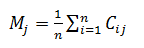 M_j = \frac{1}{n} \sum_{i=1}^{n} C_{ij}